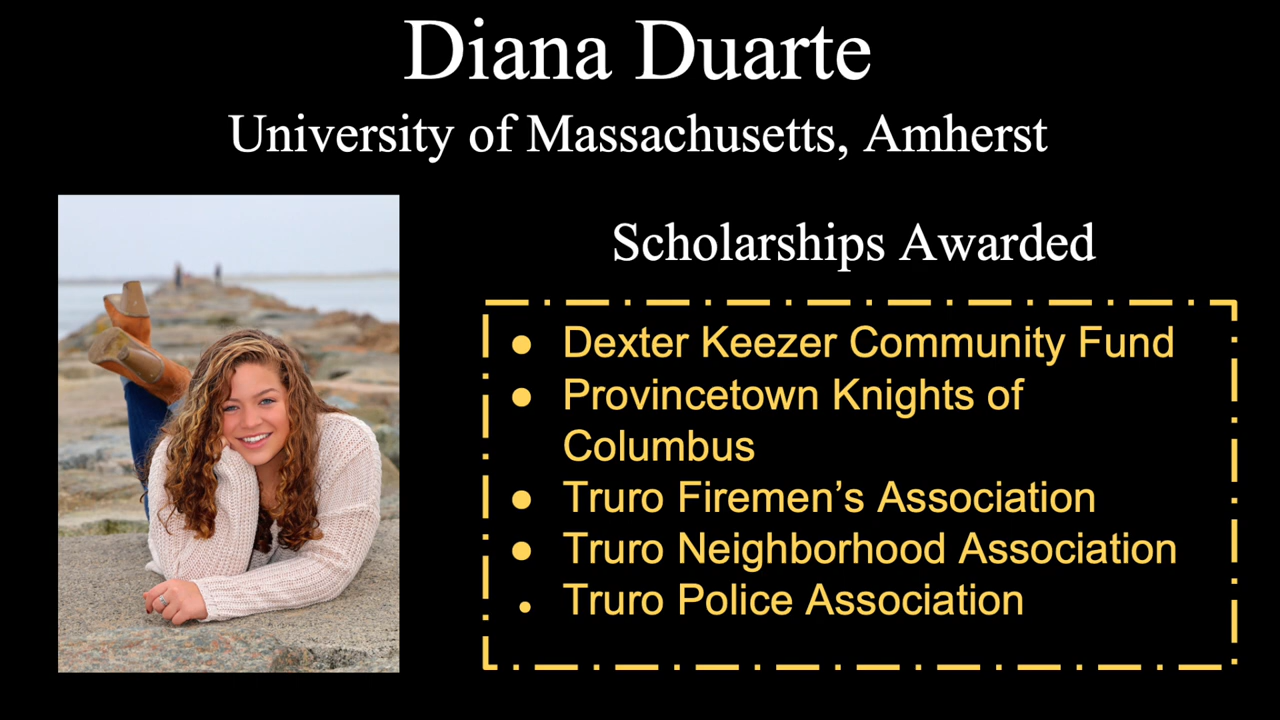 Diana Duarte
University of Massachusetts, Amherst
Scholarships Awarded
● Dexter Keezer Community Fund
● Provincetown Knights of
Columbus
● Truro Firemen’s Association
● Truro Neighborhood Association
● Truro Police Association